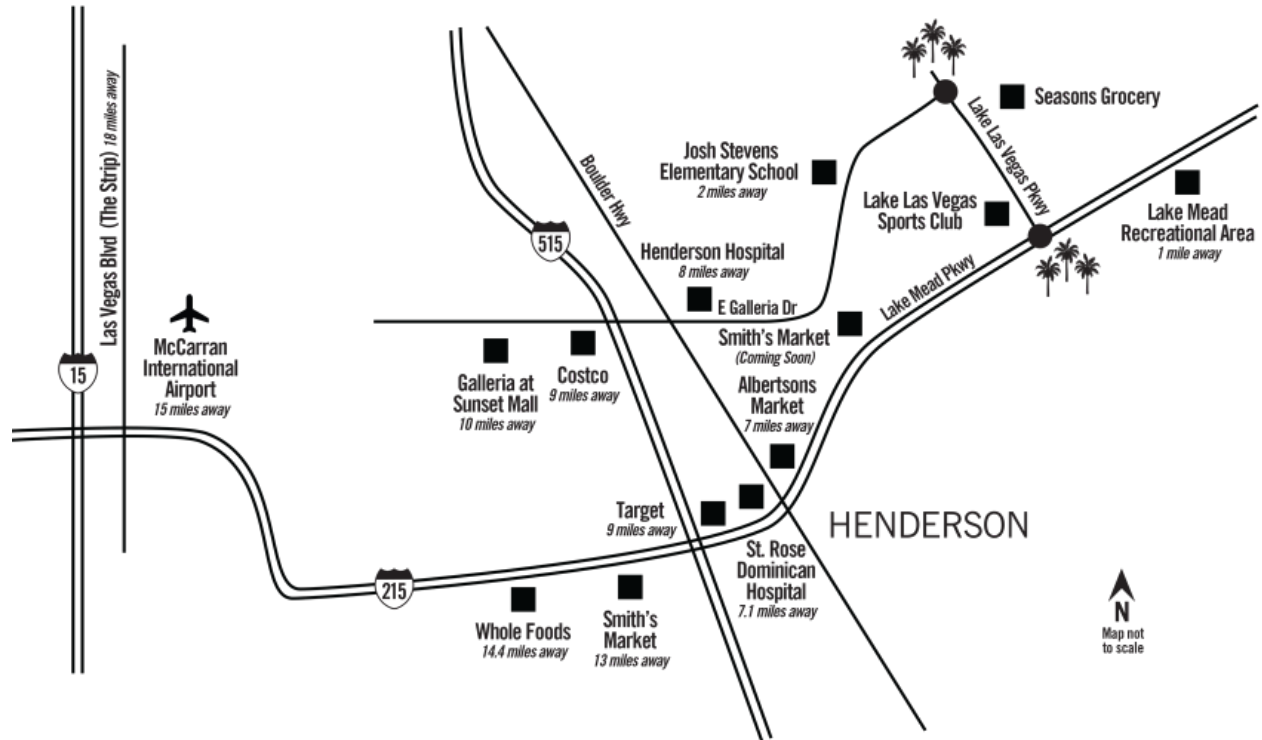 Las Vegas Blvd (The Strip) 18 miles away
15
McCarran
International
Airport
15 miles away
215
515
Boulder Hwy
Josh Stevens
Elementary School
2 miles away
Henderson Hospital
8 miles away
E Galleria Dr
Galleria at
Sunset Mall
10 miles away
Costco
9 miles away
Smith's Market
(Coming Soon)
Albertsons
Market
7 miles away
Target
9 miles away
St. Rose
Dominican
Hospital
7.1 miles away
Whole Foods
14.4 miles away
Smith's
Market
13 miles away
Seasons Grocery
Lake Las Vegas Pkwy
Lake Las Vegas
Sports Club
Lake Mead Pkwy
Lake Mead
Recreational Area
1 mile away
HENDERSON
N
Map not
to scale